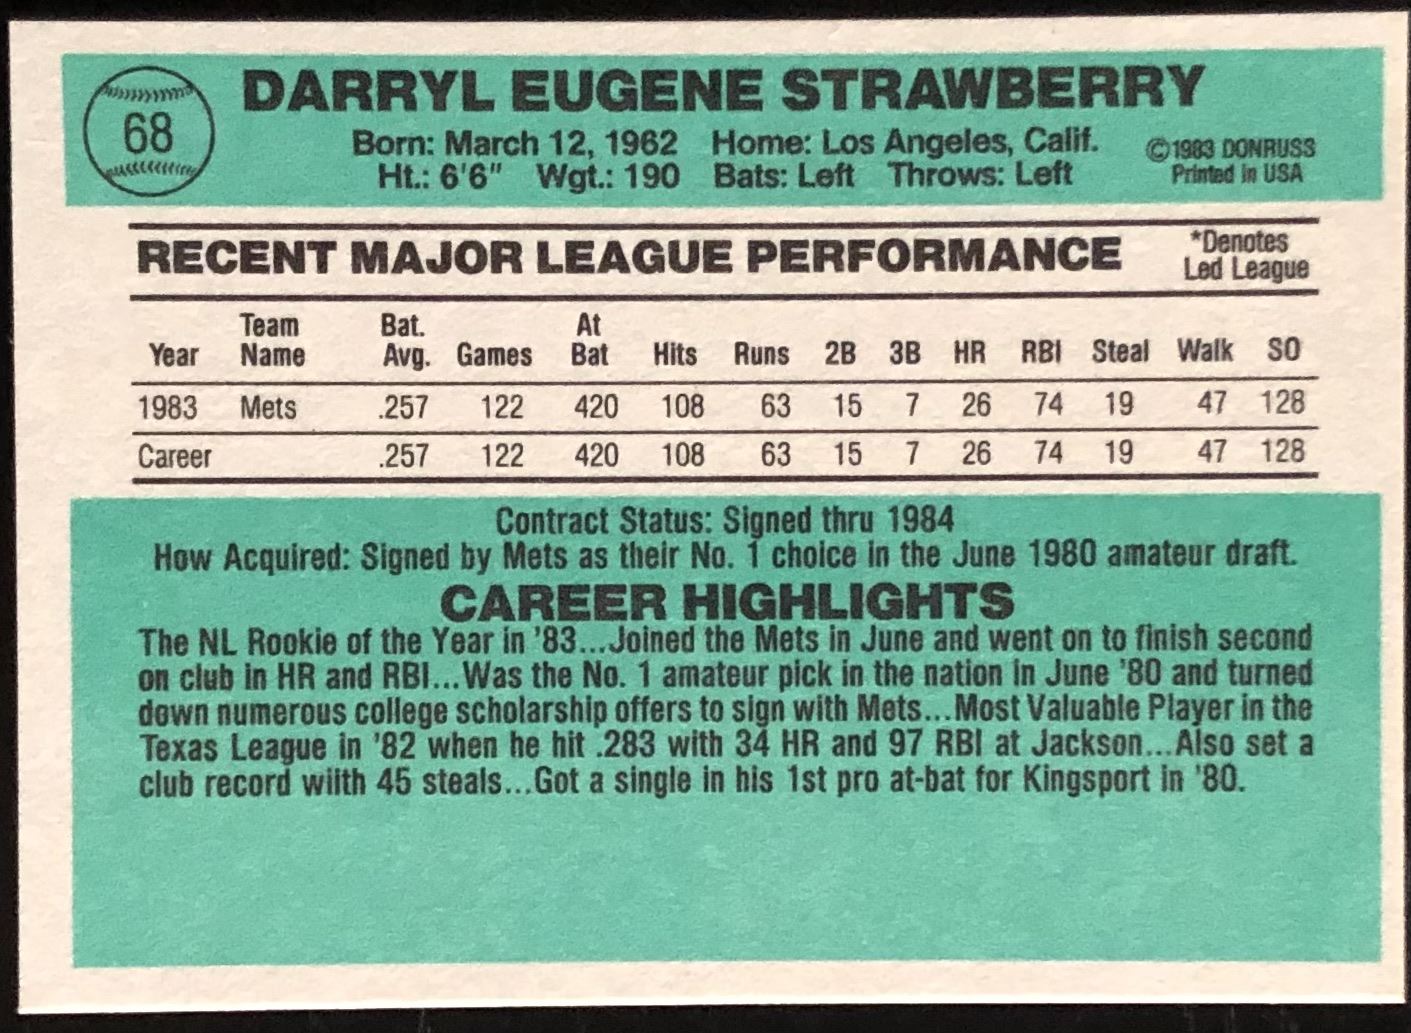 68
DARRYL EUGENE STRAWBERRY
Born: March 12, 1962 Home: Los Angeles, Calif.
Ht.: 6'6" Wgt.: 190 Bats: Left Throws: Left
©1983 DONRUSS
Printed in USA
RECENT MAJOR LEAGUE PERFORMANCE
*Denotes
Led League
Year Team Name Bat. Avg. Games At Bat Hits Runs 2B 3B HR RBI Steal Walk SO
1983 Mets .257 122 420 108 63 15 7 26 74 19 47 128
Career .257 122 420 108 63 15 7 26 74 19 47 128
Contract Status: Signed thru 1984
How Acquired: Signed by Mets as their No. 1 choice in the June 1980 amateur draft.
CAREER HIGHLIGHTS
The NL Rookie of the Year in '83...Joined the Mets in June and went on to finish second
on club in HR and RBI...Was the No. 1 amateur pick in the nation in June '80 and turned
down numerous college scholarship offers to sign with Mets...Most Valuable Player in the
Texas League in '82 when he hit .283 with 34 HR and 97 RBI at Jackson...Also set a
club record wiith 45 steals...Got a single in his 1st pro at-bat for Kingsport in '80.